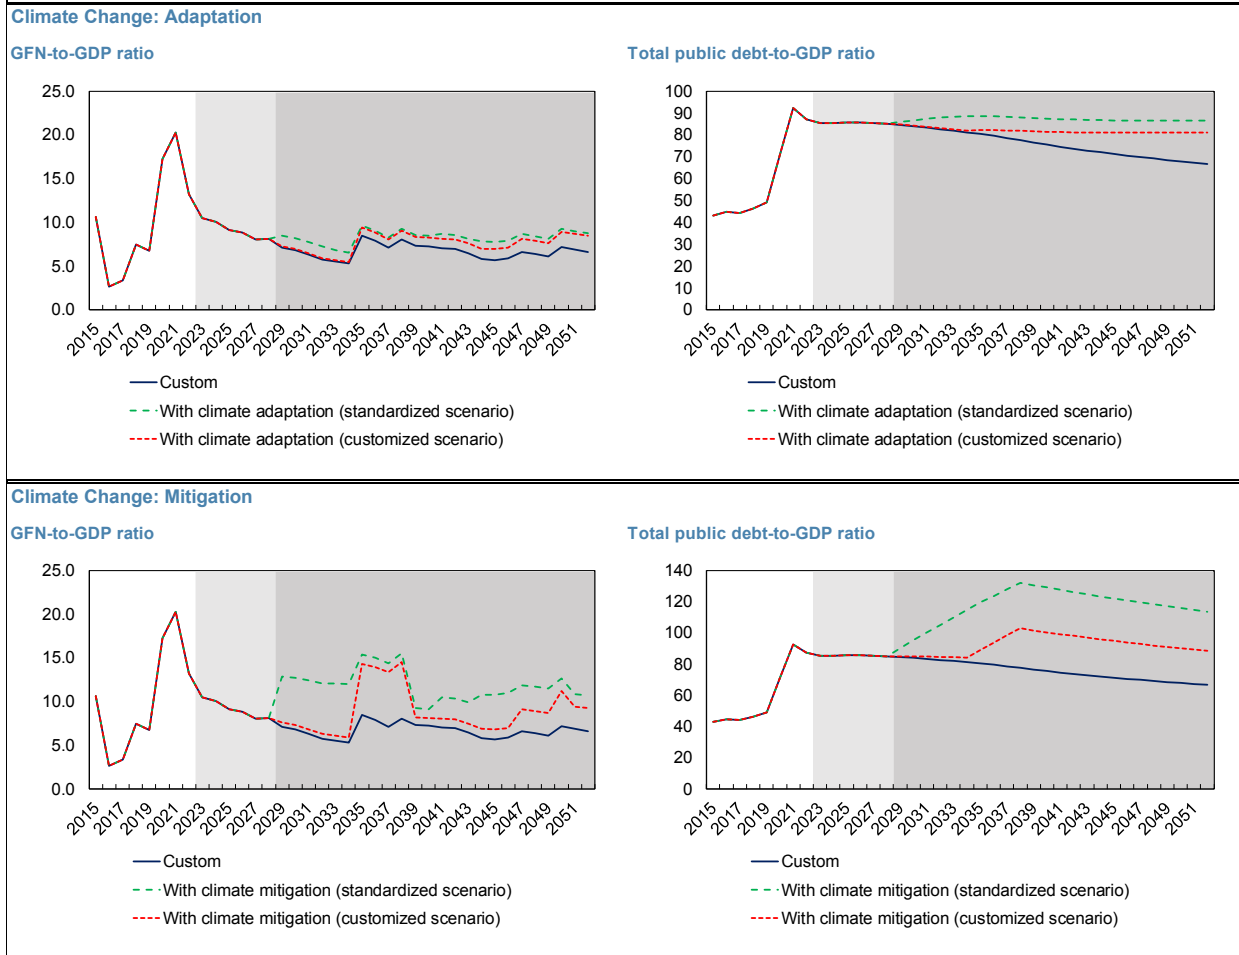 Climate Change: Adaptation
GFN-to-GDP ratio
25.0
20.0
15.0
10.0
5.0
0.0
2015 2017 2019 2021 2023 2025 2027 2029 2031 2033 2035 2037 2039 2041 2043 2045 2047 2049 2051
Custom
With climate adaptation (standardized scenario)
With climate adaptation (customized scenario)
Total public debt-to-GDP ratio
100
90
80
70
60
50
40
30
20
10
0
2015 2017 2019 2021 2023 2025 2027 2029 2031 2033 2035 2037 2039 2041 2043 2045 2047 2049 2051
Custom
With climate adaptation (standardized scenario)
With climate adaptation (customized scenario)
Climate Change: Mitigation
GFN-to-GDP ratio
25.0
20.0
15.0
10.0
5.0
0.0
2015 2017 2019 2021 2023 2025 2027 2029 2031 2033 2035 2037 2039 2041 2043 2045 2047 2049 2051
Custom
With climate mitigation (standardized scenario)
With climate mitigation (customized scenario)
Total public debt-to-GDP ratio
140
120
100
80
60
40
20
0
2015 2017 2019 2021 2023 2025 2027 2029 2031 2033 2035 2037 2039 2041 2043 2045 2047 2049 2051
Custom
With climate mitigation (standardized scenario)
With climate mitigation (customized scenario)